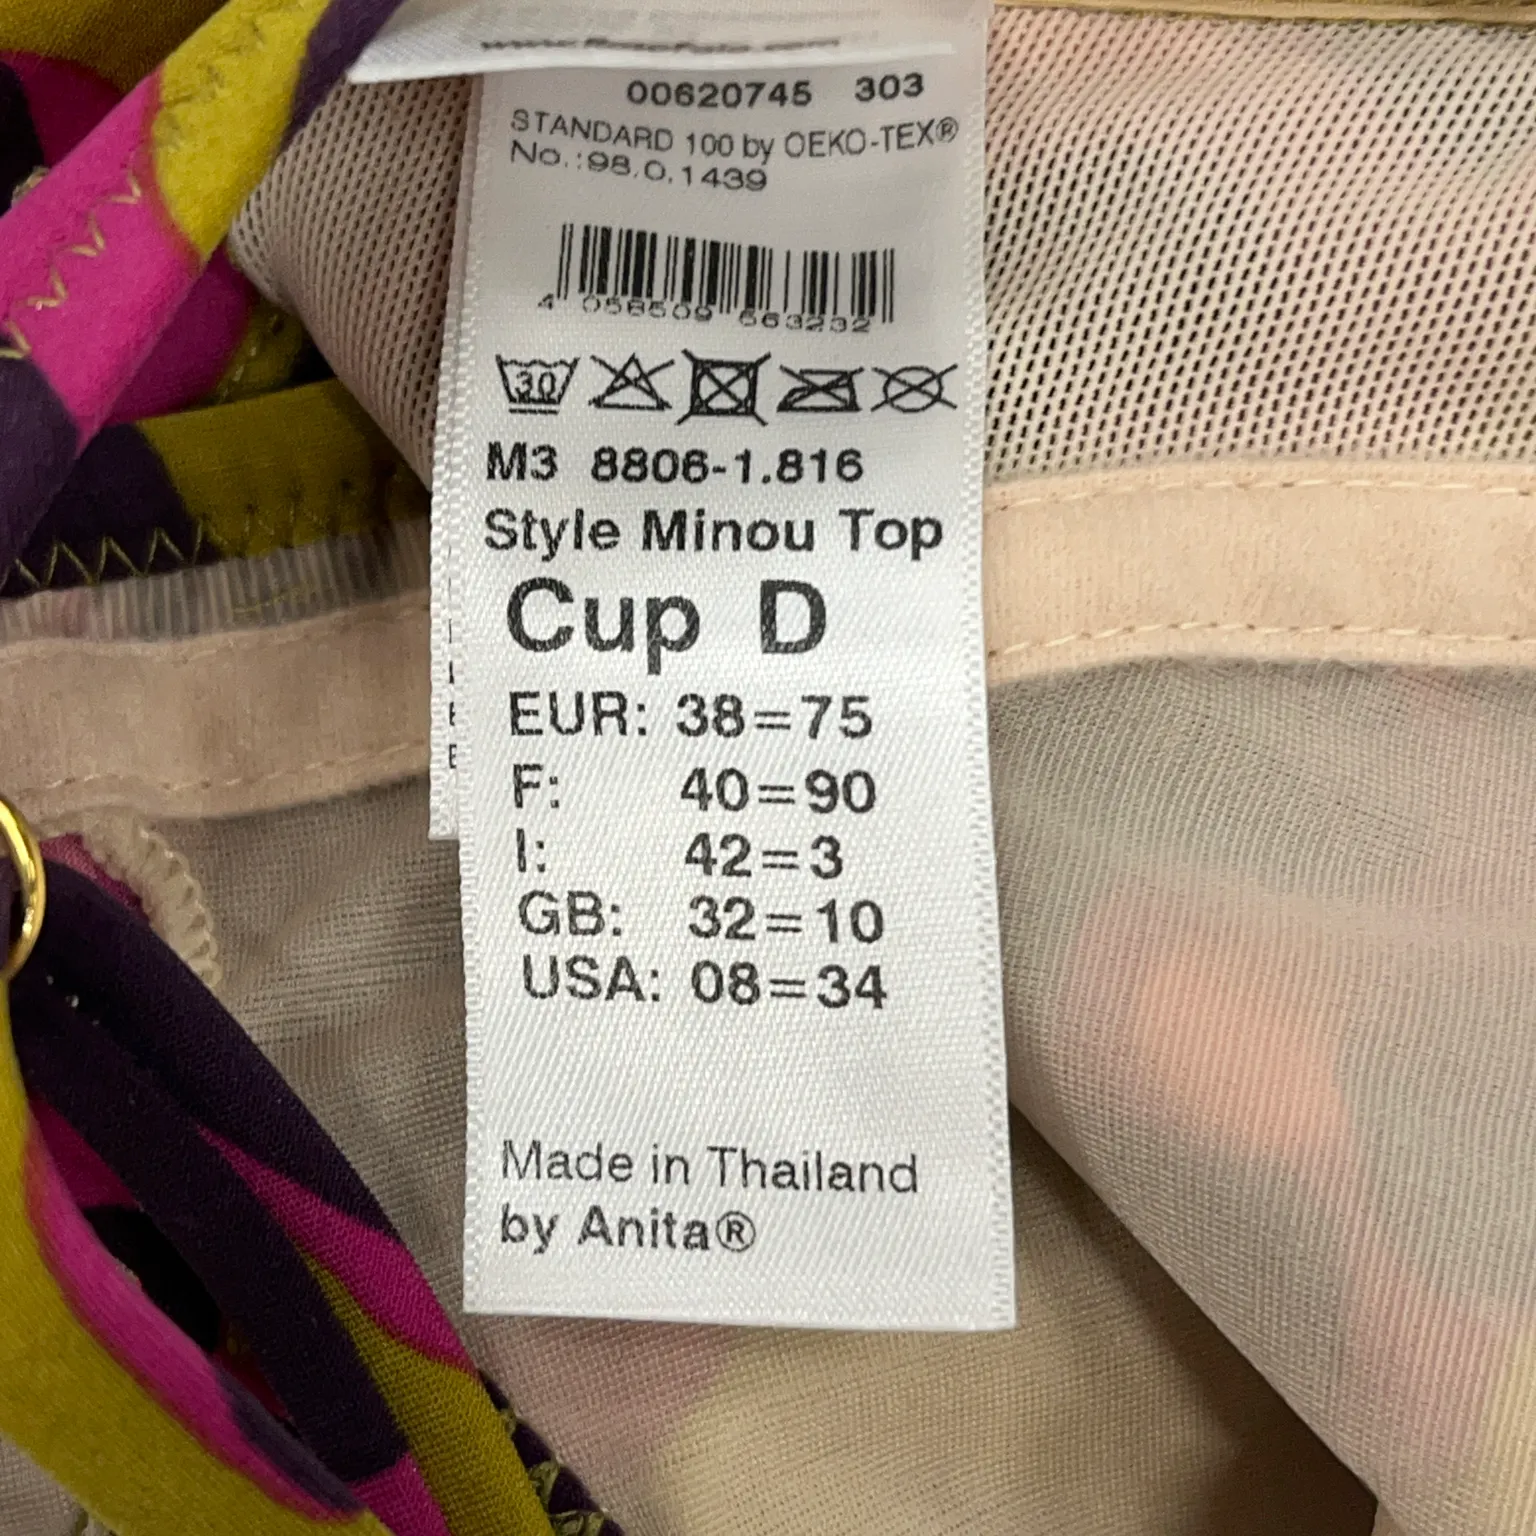 00620745 303
STANDARD 100 by OEKO-TEX®
No.:98.0.1439
4 058509 663232
30
M3 8806-1.816
Style Minou Top
Cup D
EUR: 38=75
F: 40=90
I: 42=3
GB: 32=10
USA: 08=34
Made in Thailand
by Anita®